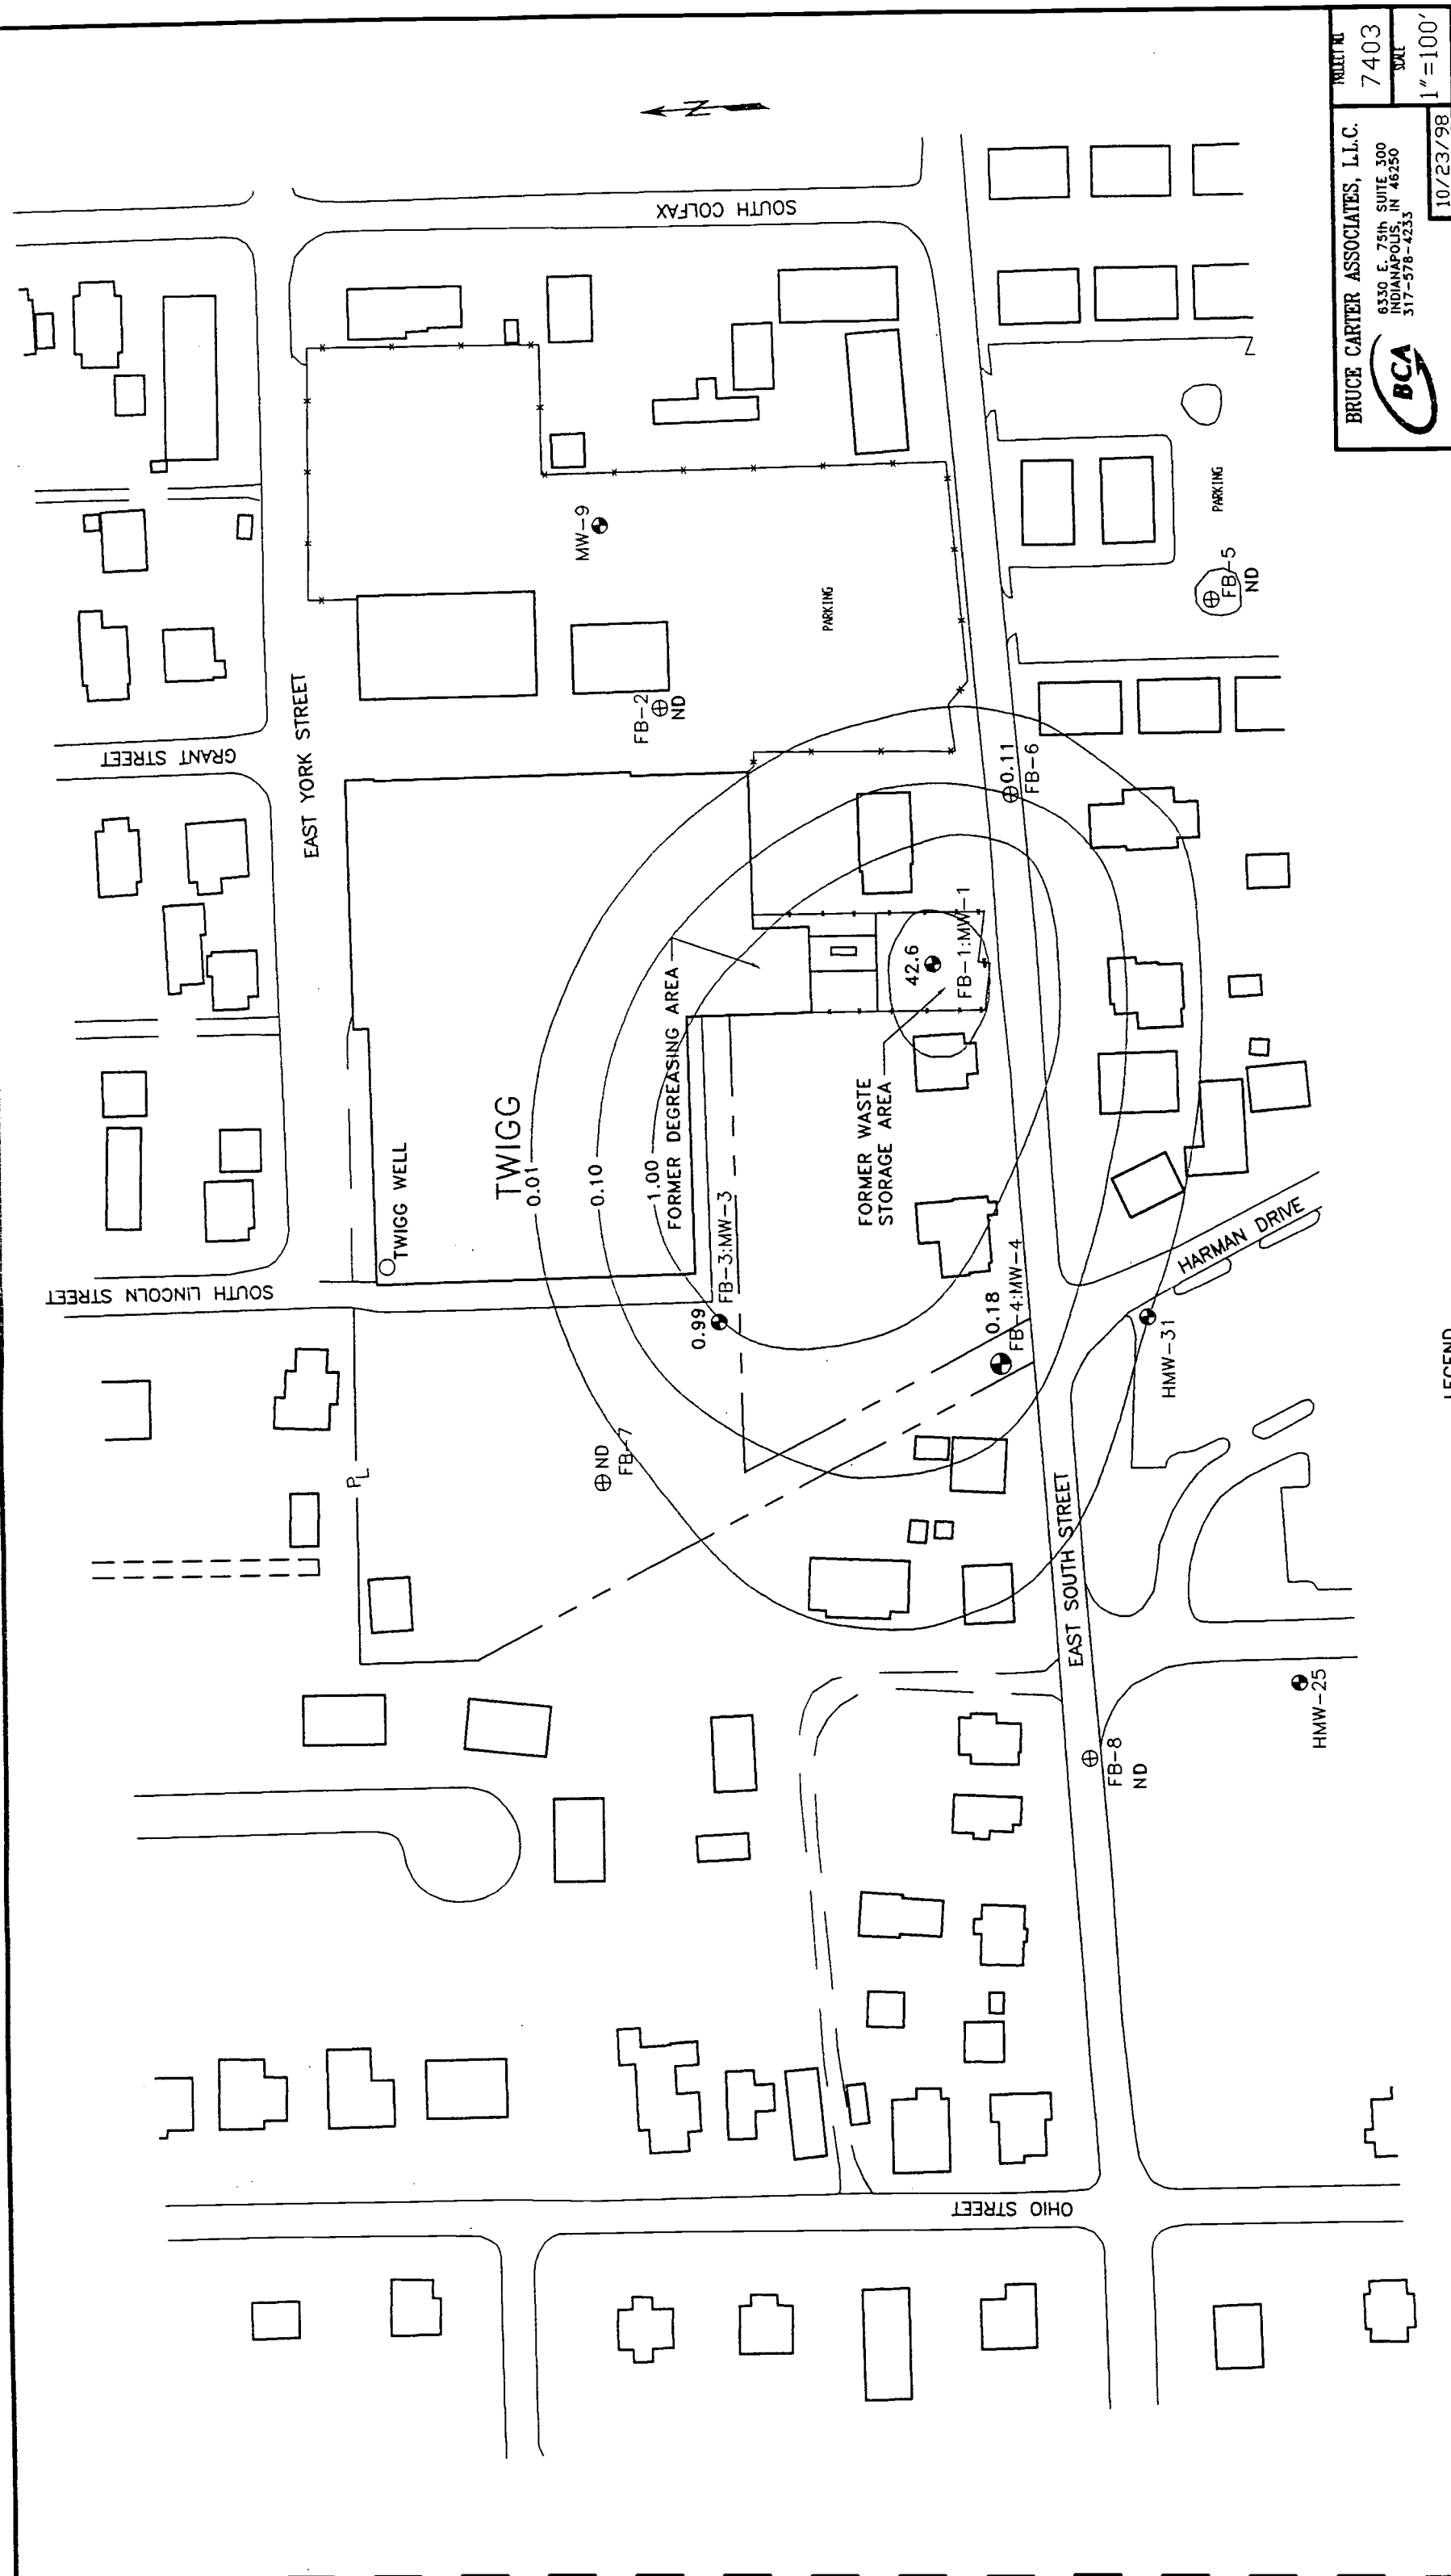 SOUTH COLFAX
N
GRANT STREET
EAST YORK STREET
SOUTH LINCOLN STREET
TWIGG WELL
TWIGG
0.01
0.10
1.00
FORMER DEGREASING AREA
MW-9
PARKING
FB-2
ND
0.99
FB-3:MW-3
42.6
FB-1:MW-1
FORMER WASTE
STORAGE AREA
0.18
FB-4:MW-4
0.11
FB-6
PARKING
FB-5
ND
ND
FB-7
PL
HARMAN DRIVE
HMW-31
EAST SOUTH STREET
FB-8
ND
HMW-25
OHIO STREET
LEGEND
BRUCE CARTER ASSOCIATES, L.L.C.
BCA
6330 E. 75th SUITE 300
INDIANAPOLIS, IN 46250
317-578-4233
PROJECT NO.
7403
SCALE
1"=100'
10/23/98